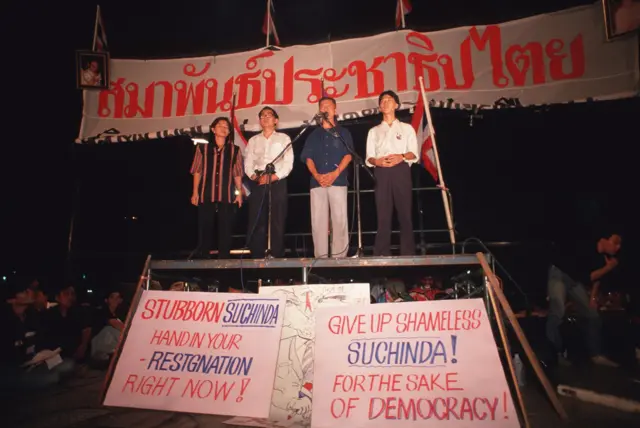 สมาพันธ์ประชาธิปไตย
STUBBORN SUCHINDA
HAND IN YOUR
- RESTGNATION
RIGHT NOW !
GIVE UP SHAMELESS
SUCHINDA !
FOR THE SAKE
OF DEMOCRACY !